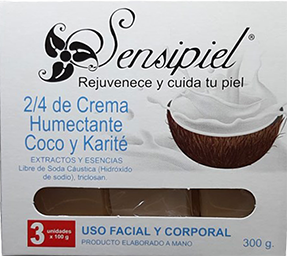 Sensipiel®
Rejuvenece y cuida tu piel
2/4 de Crema
Humectante
Coco y Karité
EXTRACTOS Y ESENCIAS
Libre de Soda Cáustica (Hidróxido
de sodio), triclosan.
3 unidades
x 100 g
USO FACIAL Y CORPORAL
PRODUCTO ELABORADO A MANO
300 g.